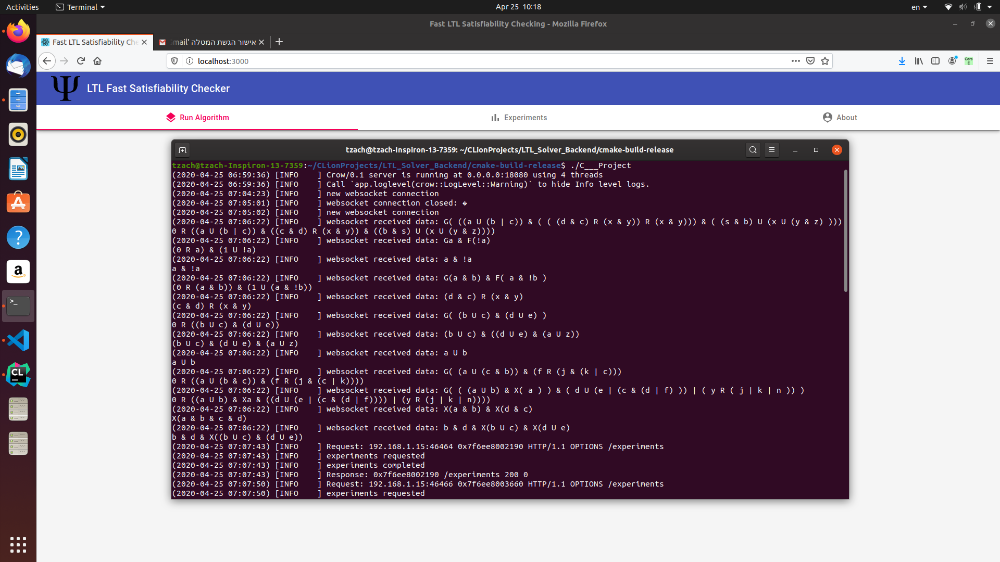 Activities
Terminal
Apr 25 10:18
en
Fast LTL Satisfiability Checking - Mozilla Firefox
Fast LTL Satisfiability Che
אישור הגשת המטלה 'Gmail
localhost:3000
Cors E
Ψ LTL Fast Satisfiability Checker
Run Algorithm
Experiments
About
tzach@tzach-Inspiron-13-7359: ~/CLionProjects/LTL_Solver_Backend/cmake-build-release
tzach@tzach-Inspiron-13-7359:~/CLionProjects/LTL_Solver_Backend/cmake-build-release$ ./C___Project
(2020-04-25 06:59:36) [INFO    ] Crow/0.1 server is running at 0.0.0.0:18080 using 4 threads
(2020-04-25 06:59:36) [INFO    ] Call `app.loglevel(crow::LogLevel::Warning)` to hide Info level logs.
(2020-04-25 07:04:23) [INFO    ] new websocket connection
(2020-04-25 07:05:01) [INFO    ] websocket connection closed: �
(2020-04-25 07:05:02) [INFO    ] new websocket connection
(2020-04-25 07:06:22) [INFO    ] websocket received data: G( ((a U (b | c)) & ( ( (d & c) R (x & y)) R (x & y))) & ( (s & b) U (x U (y & z) )))
0 R ((a U (b | c)) & ((c & d) R (x & y)) & ((b & s) U (x U (y & z))))
(2020-04-25 07:06:22) [INFO    ] websocket received data: Ga & F(!a)
(0 R a) & (1 U !a)
(2020-04-25 07:06:22) [INFO    ] websocket received data: a & !a
a & !a
(2020-04-25 07:06:22) [INFO    ] websocket received data: G(a & b) & F( a & !b )
(0 R (a & b)) & (1 U (a & !b))
(2020-04-25 07:06:22) [INFO    ] websocket received data: (d & c) R (x & y)
(c & d) R (x & y)
(2020-04-25 07:06:22) [INFO    ] websocket received data: G( (b U c) & (d U e) )
0 R ((b U c) & (d U e))
(2020-04-25 07:06:22) [INFO    ] websocket received data: (b U c) & ((d U e) & (a U z))
(b U c) & (d U e) & (a U z)
(2020-04-25 07:06:22) [INFO    ] websocket received data: a U b
a U b
(2020-04-25 07:06:22) [INFO    ] websocket received data: G( (a U (c & b)) & (f R (j & (k | c)))
0 R ((a U (b & c)) & (f R (j & (c | k))))
(2020-04-25 07:06:22) [INFO    ] websocket received data: G( ( (a U b) & X( a ) ) & ( d U (e | (c & (d | f) )) | ( y R ( j | k | n )) )
0 R ((a U b) & Xa & ((d U (e | (c & (d | f)))) | (y R (j | k | n))))
(2020-04-25 07:06:22) [INFO    ] websocket received data: X(a & b) & X(d & c)
X(a & b & c & d)
(2020-04-25 07:06:22) [INFO    ] websocket received data: b & d & X(b U c) & X(d U e)
b & d & X((b U c) & (d U e))
(2020-04-25 07:07:43) [INFO    ] Request: 192.168.1.15:46464 0x7f6ee8002190 HTTP/1.1 OPTIONS /experiments
(2020-04-25 07:07:43) [INFO    ] experiments requested
(2020-04-25 07:07:43) [INFO    ] experiments completed
(2020-04-25 07:07:43) [INFO    ] Response: 0x7f6ee8002190 /experiments 200 0
(2020-04-25 07:07:50) [INFO    ] Request: 192.168.1.15:46466 0x7f6ee8003660 HTTP/1.1 OPTIONS /experiments
(2020-04-25 07:07:50) [INFO    ] experiments requested